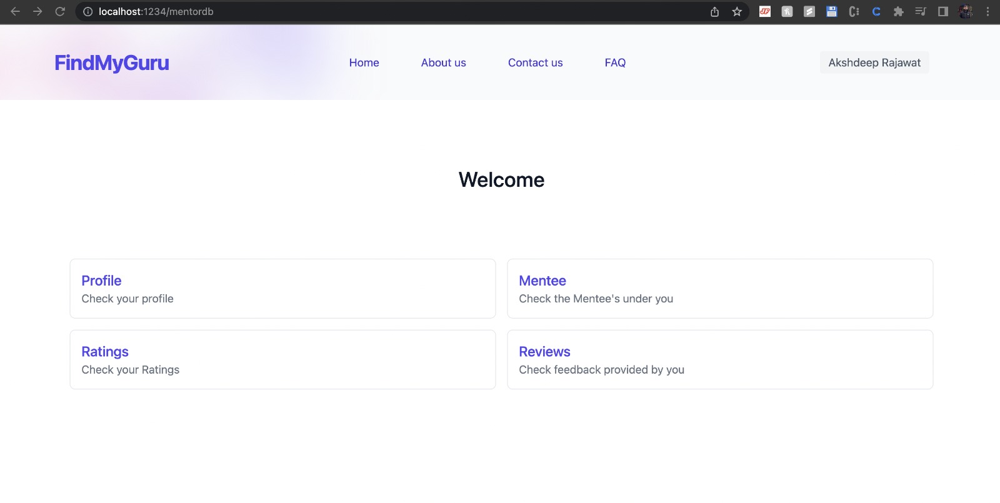 localhost:1234/mentordb
FindMyGuru
Home
About us
Contact us
FAQ
Akshdeep Rajawat
Welcome
Profile
Check your profile
Mentee
Check the Mentee's under you
Ratings
Check your Ratings
Reviews
Check feedback provided by you